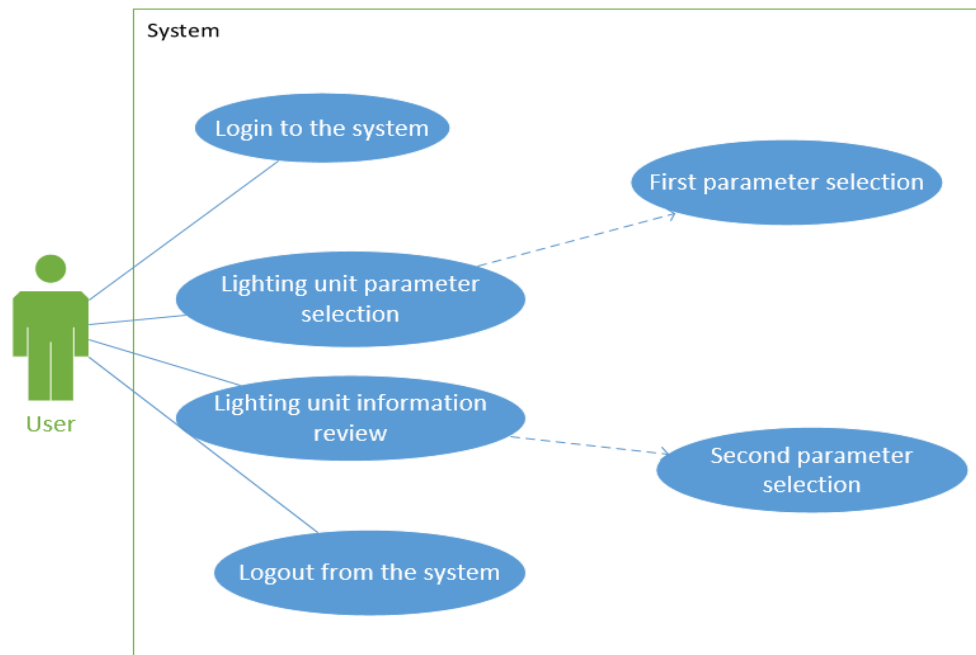 System
Login to the system
First parameter selection
Lighting unit parameter
selection
Lighting unit information
review
User
Second parameter
selection
Logout from the system